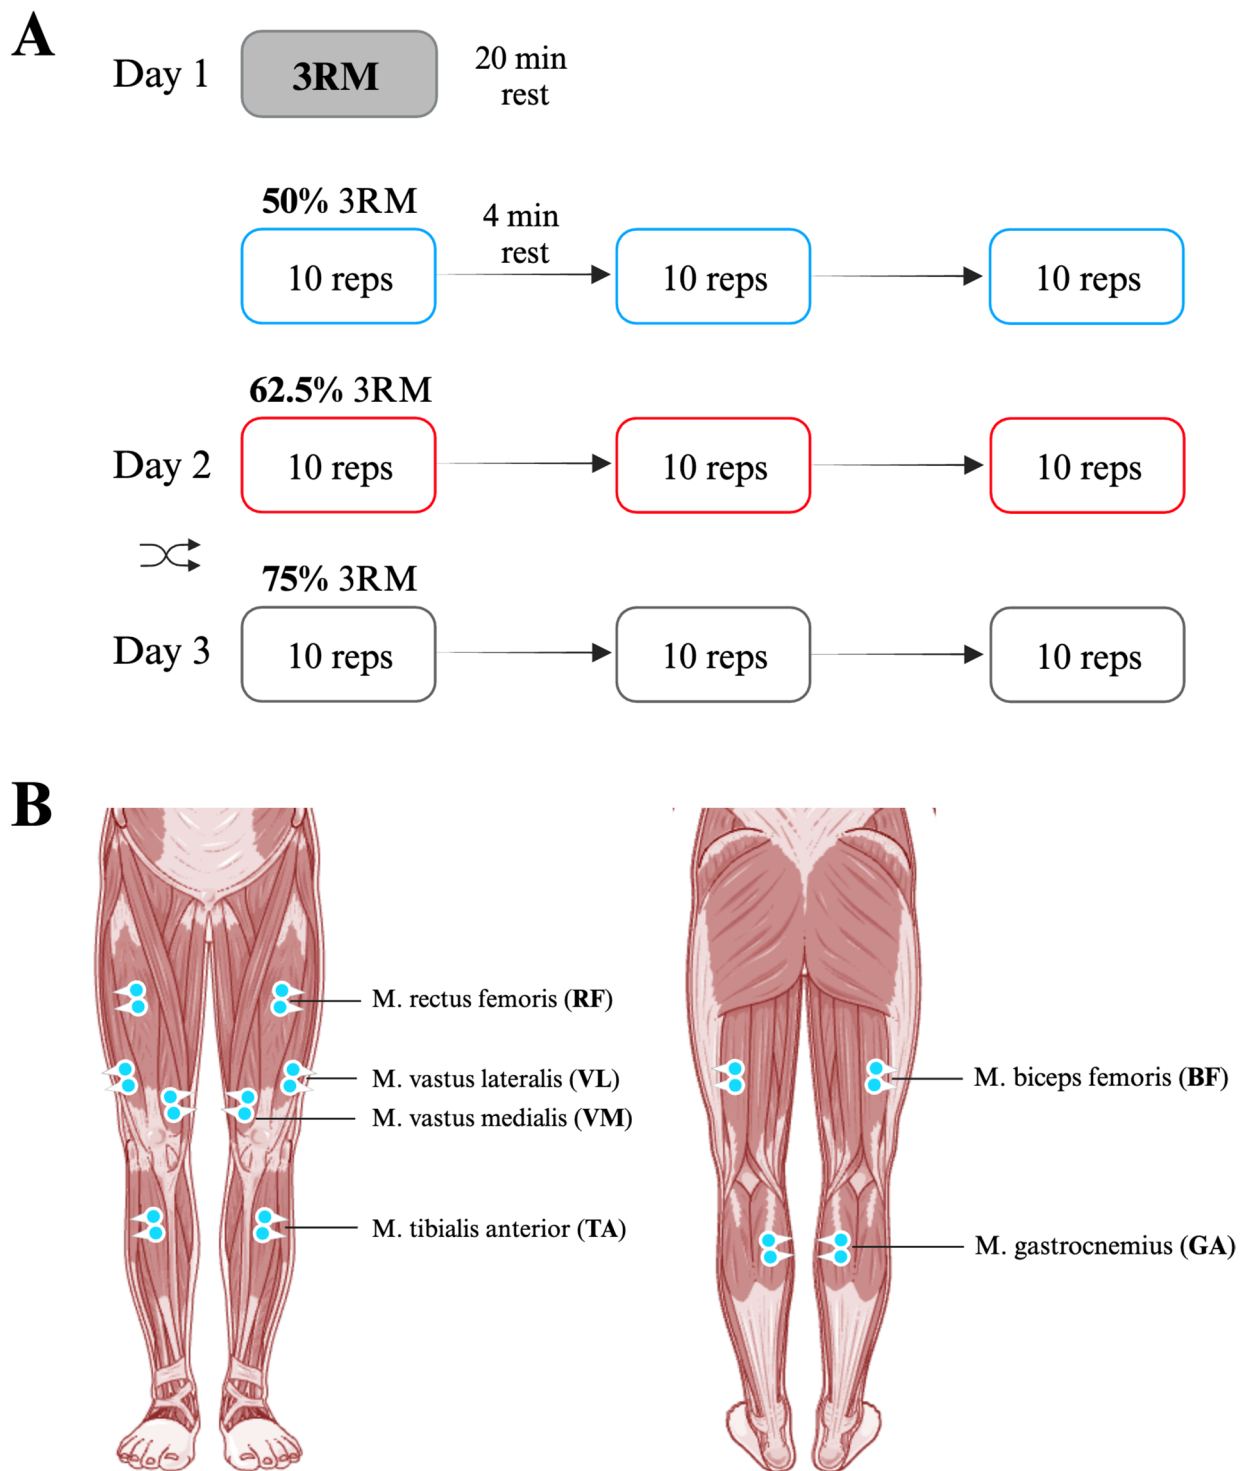 A
Day 1
3RM
20 min
rest
50% 3RM
4 min
rest
10 reps
10 reps
10 reps
62.5% 3RM
Day 2
10 reps
10 reps
10 reps
75% 3RM
Day 3
10 reps
10 reps
10 reps
B
M. rectus femoris (RF)
M. vastus lateralis (VL)
M. vastus medialis (VM)
M. tibialis anterior (TA)
M. biceps femoris (BF)
M. gastrocnemius (GA)